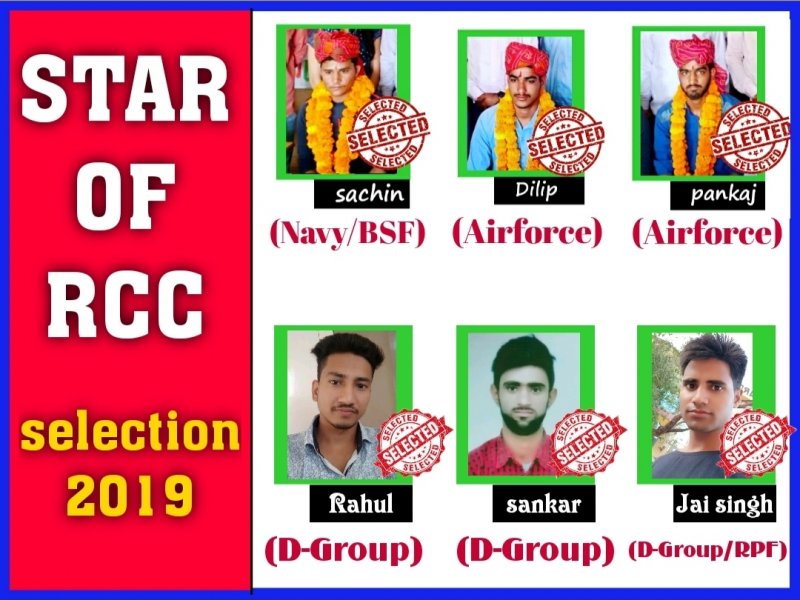 STAR
OF
RCC
selection
2019
SELECTED
SELECTED
SELECTED
sachin
(Navy/BSF)
SELECTED
SELECTED
SELECTED
Dilip
(Airforce)
SELECTED
SELECTED
SELECTED
pankaj
(Airforce)
SELECTED
SELECTED
SELECTED
Rahul
(D-Group)
SELECTED
SELECTED
SELECTED
sankar
(D-Group)
SELECTED
SELECTED
SELECTED
Jai singh
(D-Group/RPF)